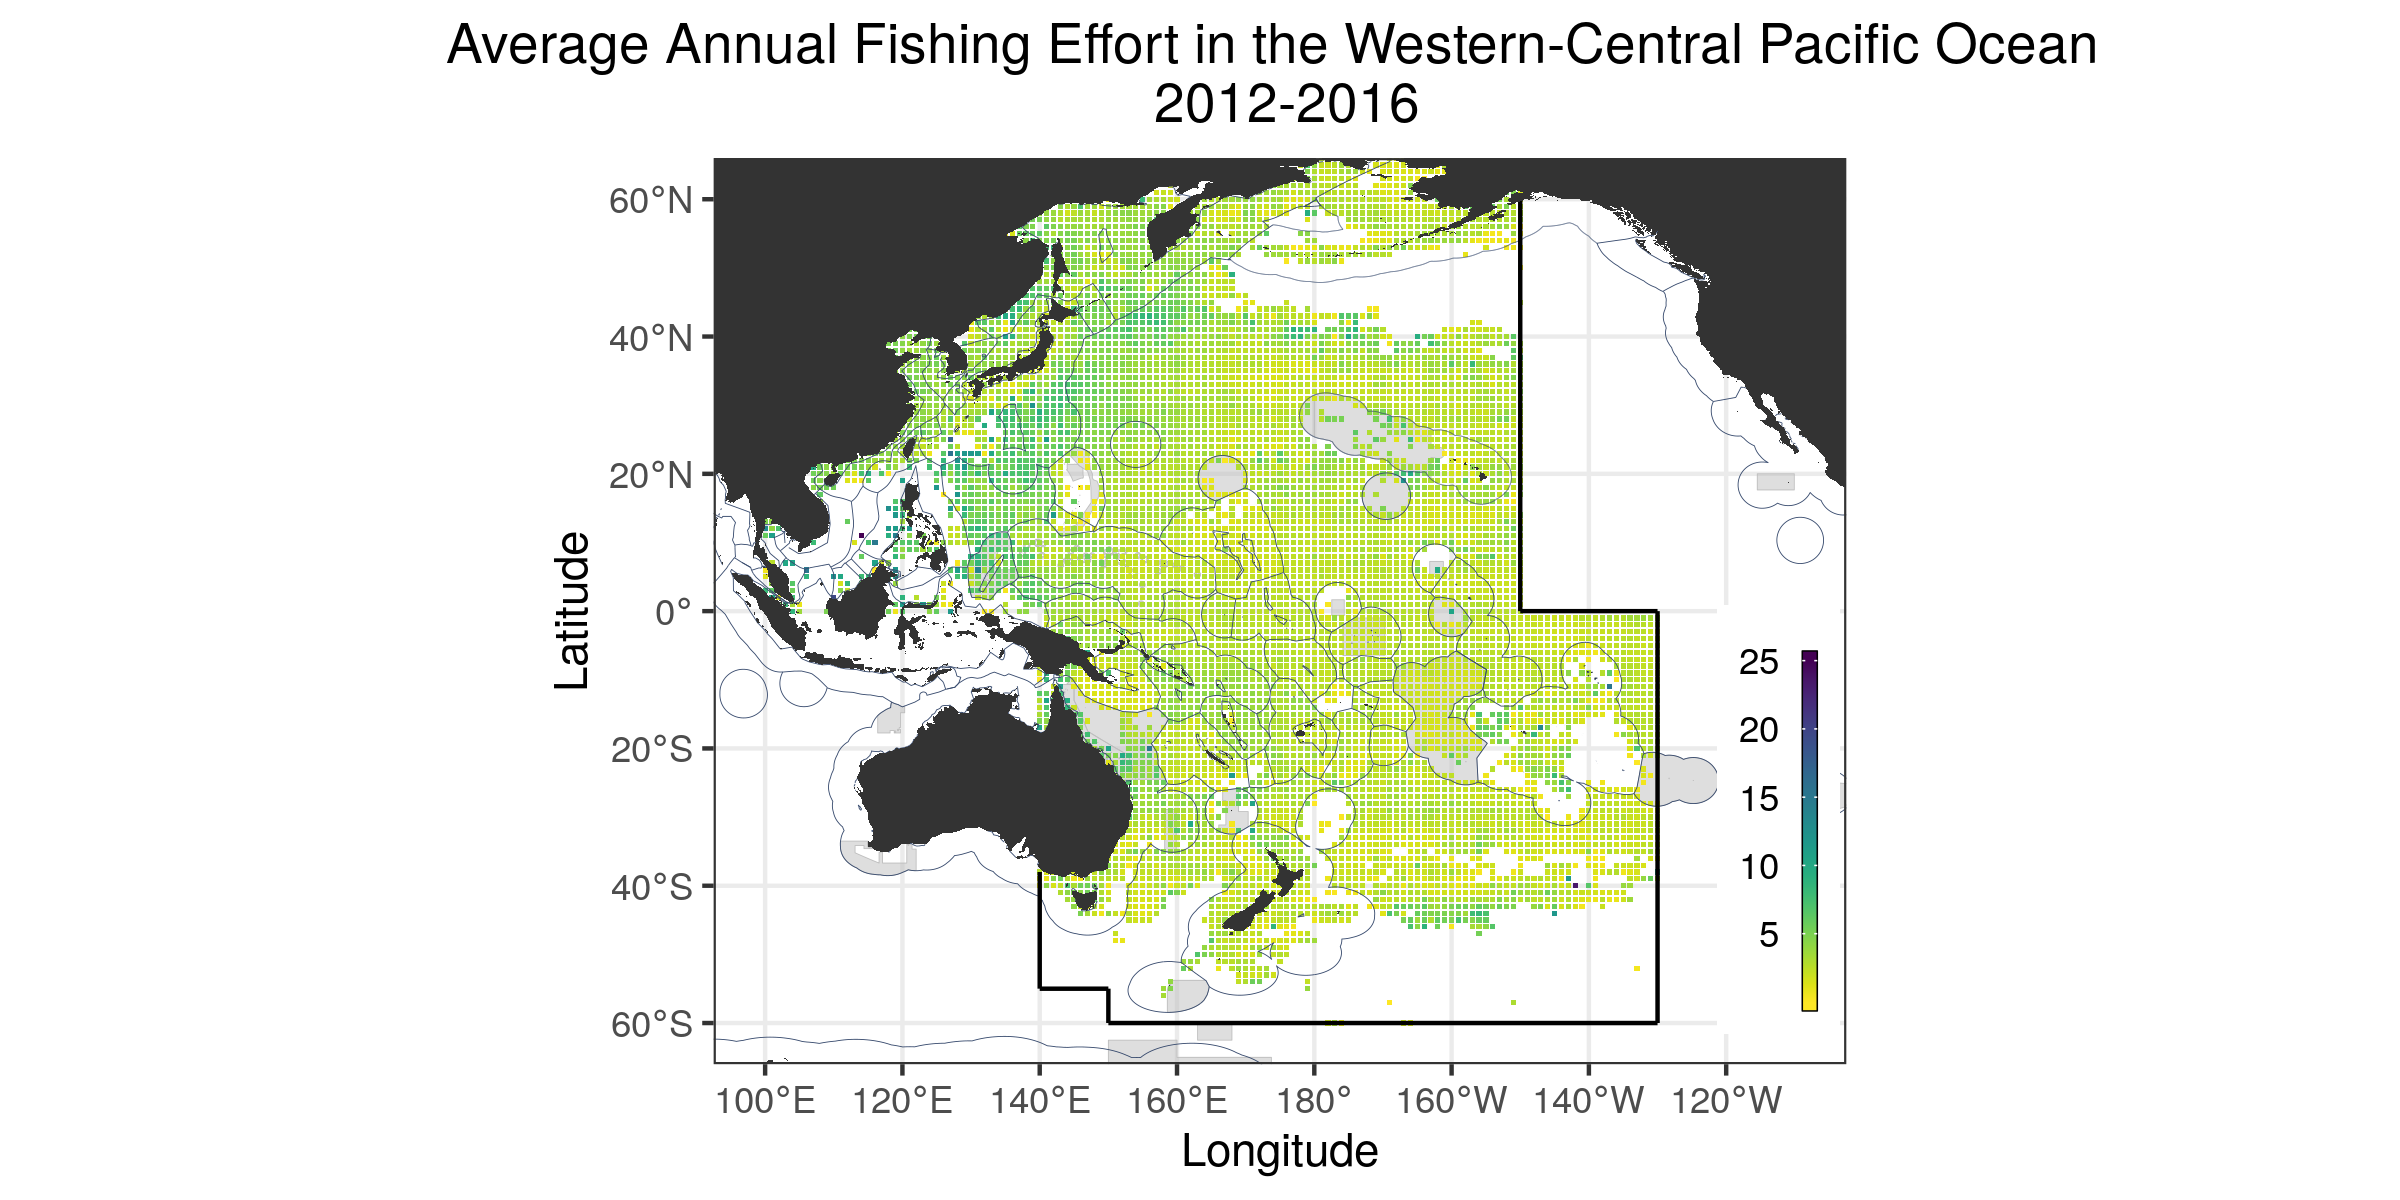 Average Annual Fishing Effort in the Western-Central Pacific Ocean
2012-2016
60°N
40°N
20°N
0°
20°S
40°S
60°S
Latitude
25
20
15
10
5
100°E 120°E 140°E 160°E 180° 160°W 140°W 120°W
Longitude